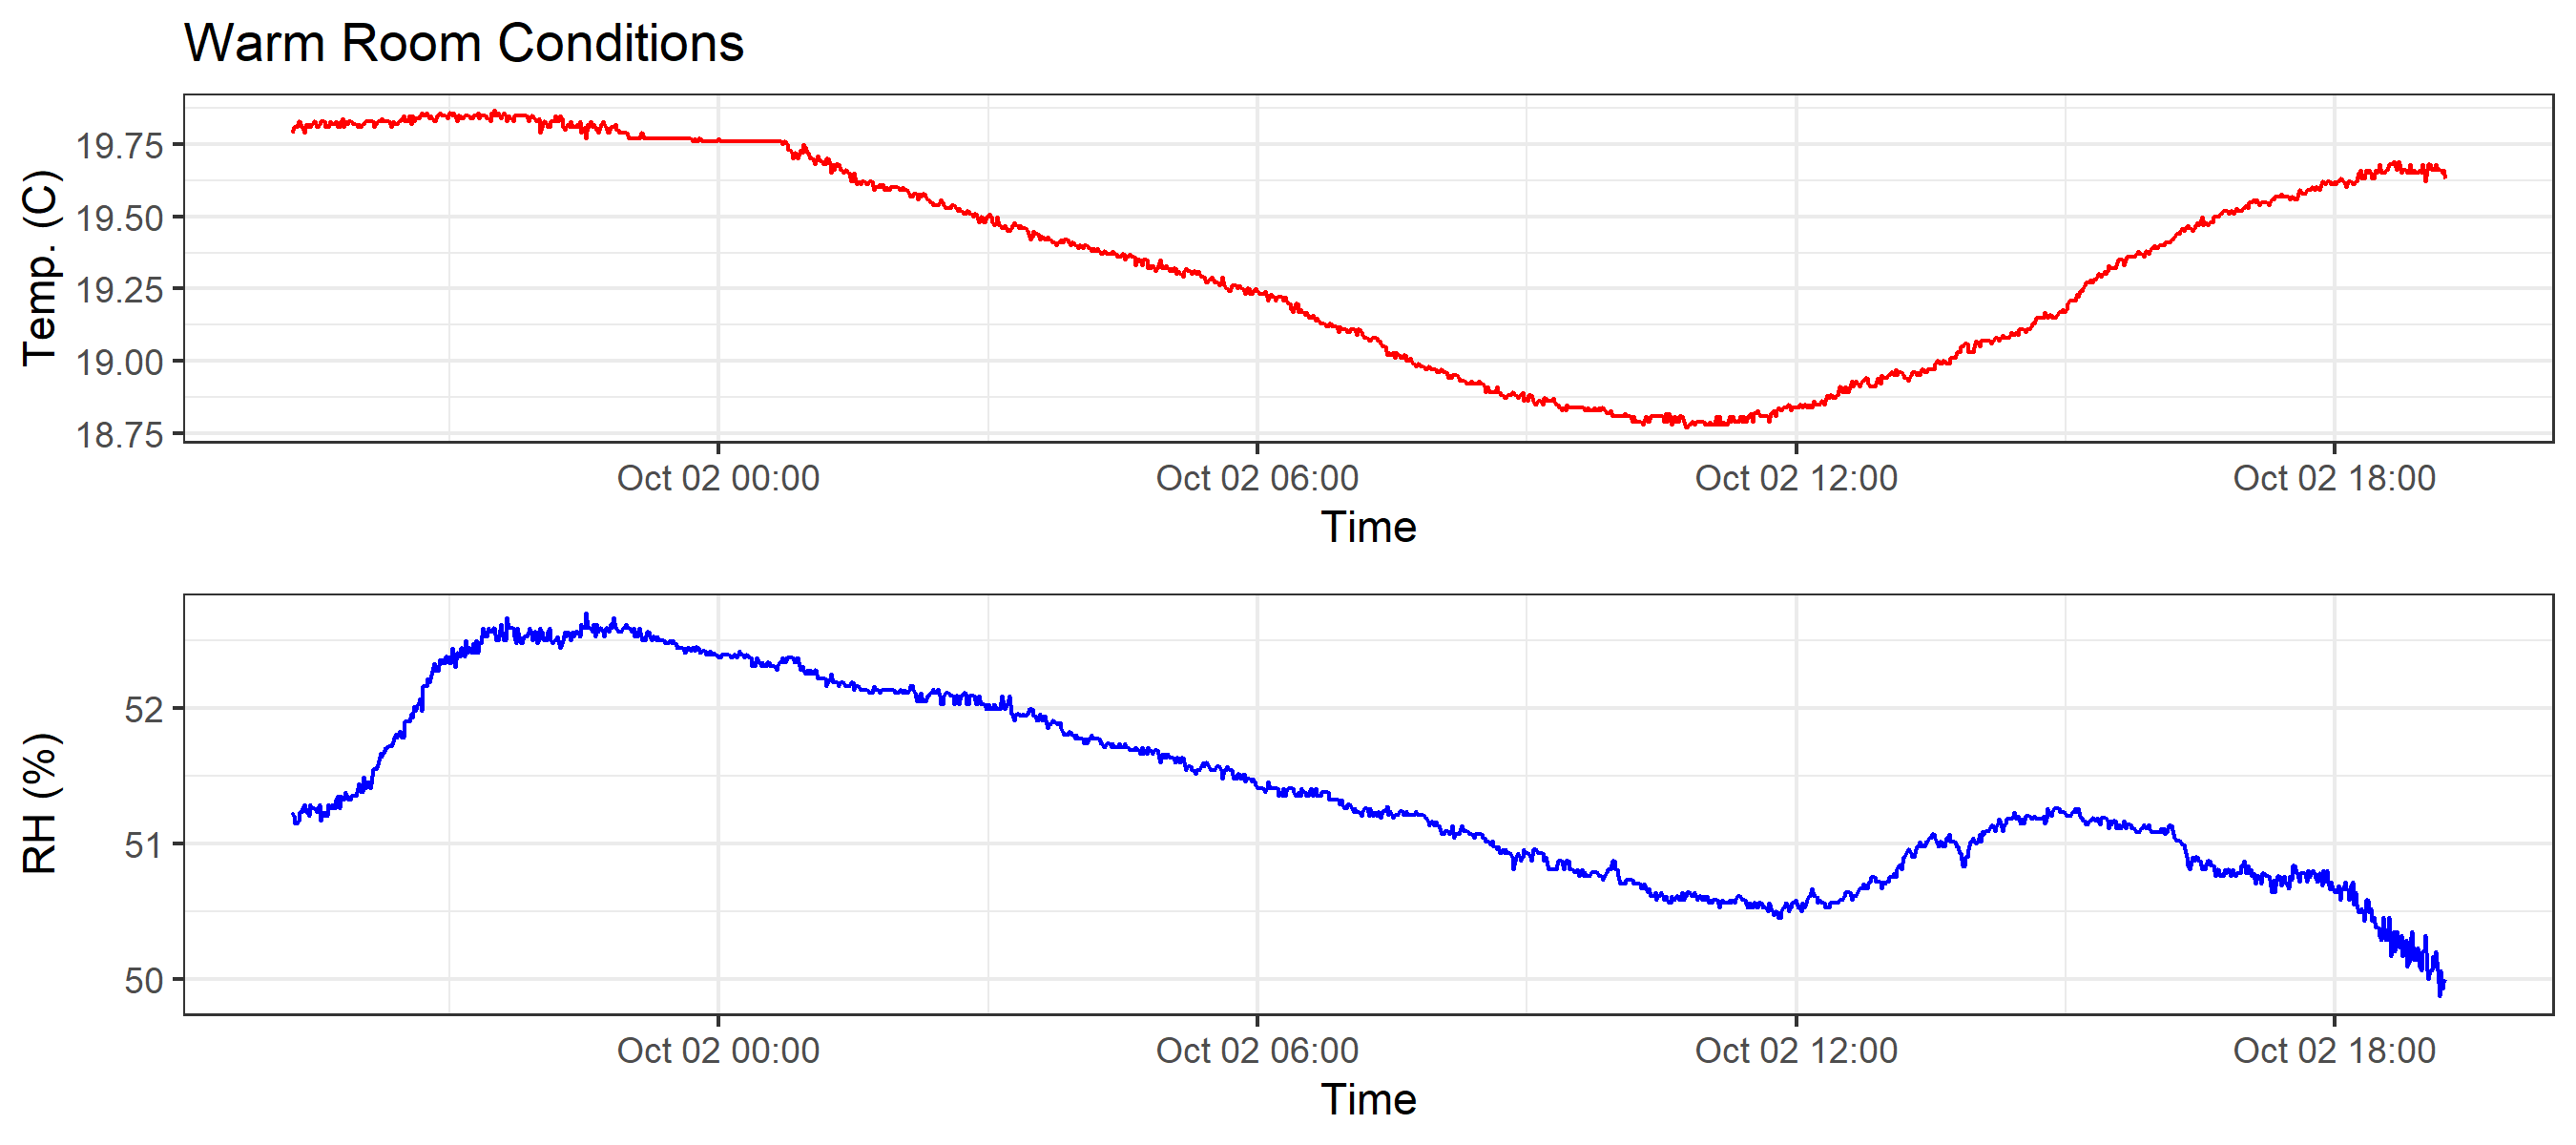 Warm Room Conditions
Temp. (C)
19.75
19.50
19.25
19.00
18.75
Oct 02 00:00 Oct 02 06:00 Oct 02 12:00 Oct 02 18:00
Time
RH (%)
52
51
50
Oct 02 00:00 Oct 02 06:00 Oct 02 12:00 Oct 02 18:00
Time